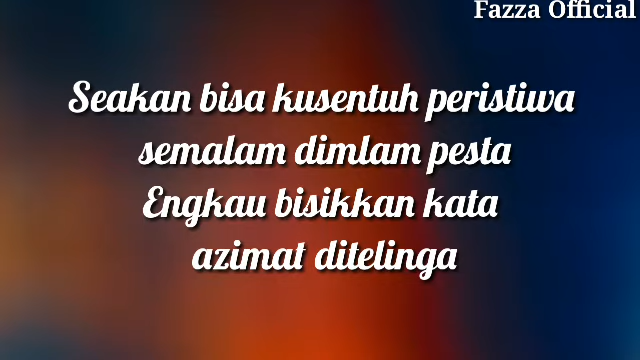 Fazza Official
Seakan bisa kusentuh peristiwa
semalam dimlam pesta
Engkau bisikkan kata
azimat ditelinga